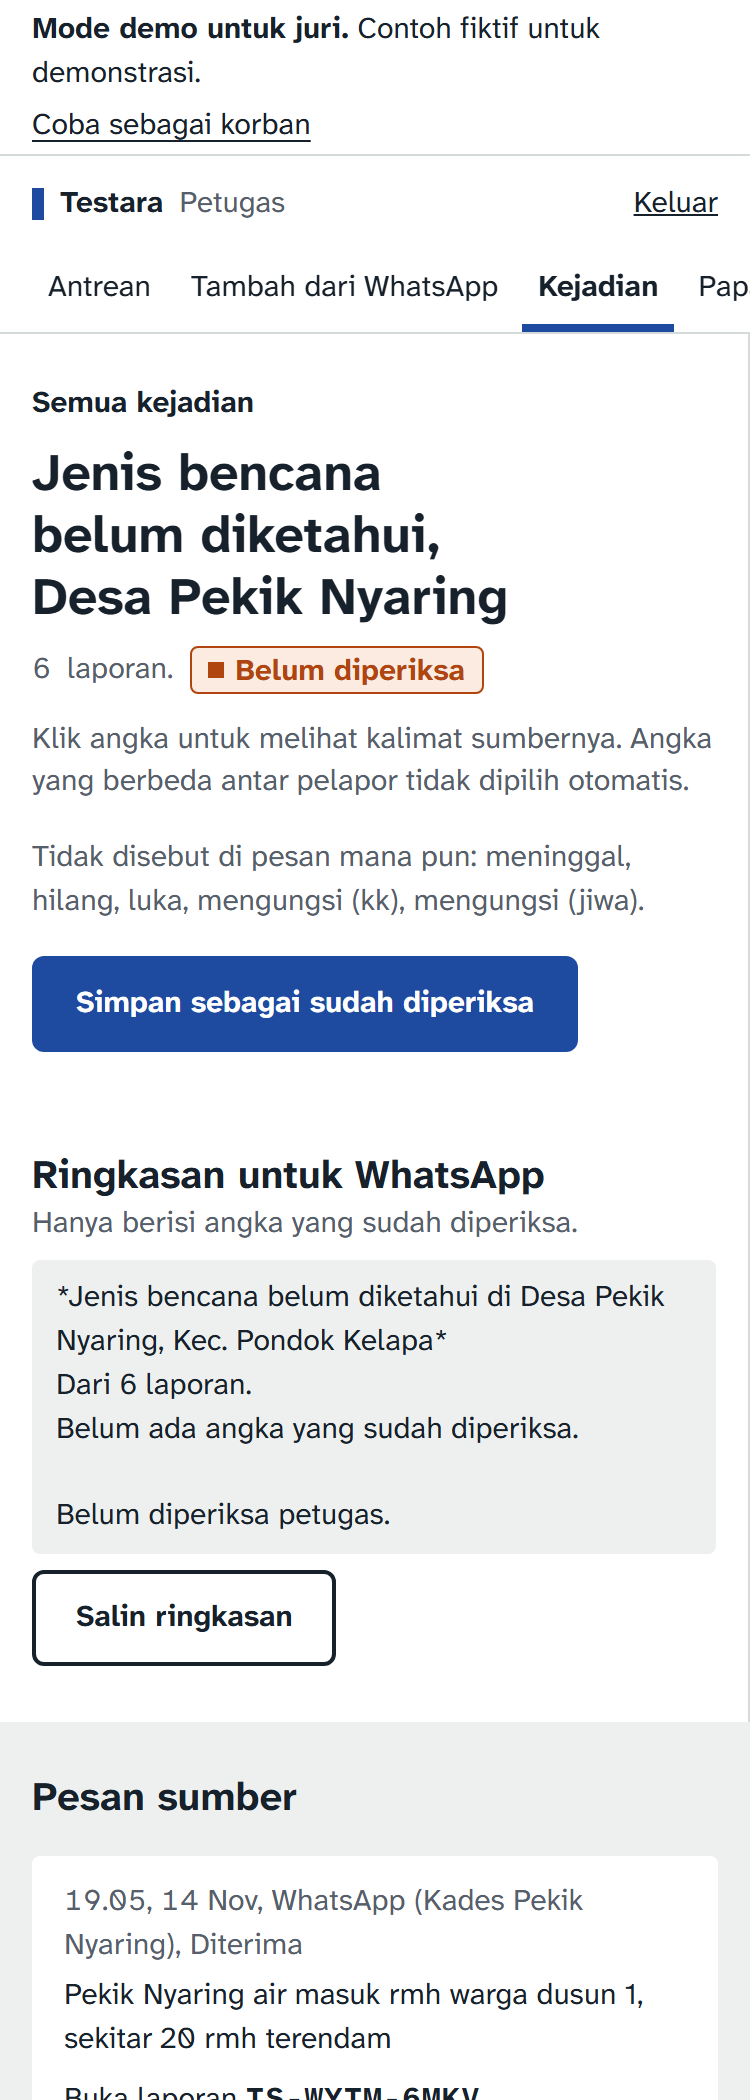 Mode demo untuk juri. Contoh fiktif untuk
demonstrasi.
Coba sebagai korban
Testara Petugas Keluar
Antrean Tambah dari WhatsApp Kejadian Pap
Semua kejadian
Jenis bencana
belum diketahui,
Desa Pekik Nyaring
6 laporan. Belum diperiksa
Klik angka untuk melihat kalimat sumbernya. Angka
yang berbeda antar pelapor tidak dipilih otomatis.
Tidak disebut di pesan mana pun: meninggal,
hilang, luka, mengungsi (kk), mengungsi (jiwa).
Simpan sebagai sudah diperiksa
Ringkasan untuk WhatsApp
Hanya berisi angka yang sudah diperiksa.
*Jenis bencana belum diketahui di Desa Pekik
Nyaring, Kec. Pondok Kelapa*
Dari 6 laporan.
Belum ada angka yang sudah diperiksa.
Belum diperiksa petugas.
Salin ringkasan
Pesan sumber
19.05, 14 Nov, WhatsApp (Kades Pekik
Nyaring), Diterima
Pekik Nyaring air masuk rmh warga dusun 1,
sekitar 20 rmh terendam
Buka laporan TS-WYTM-6MKV